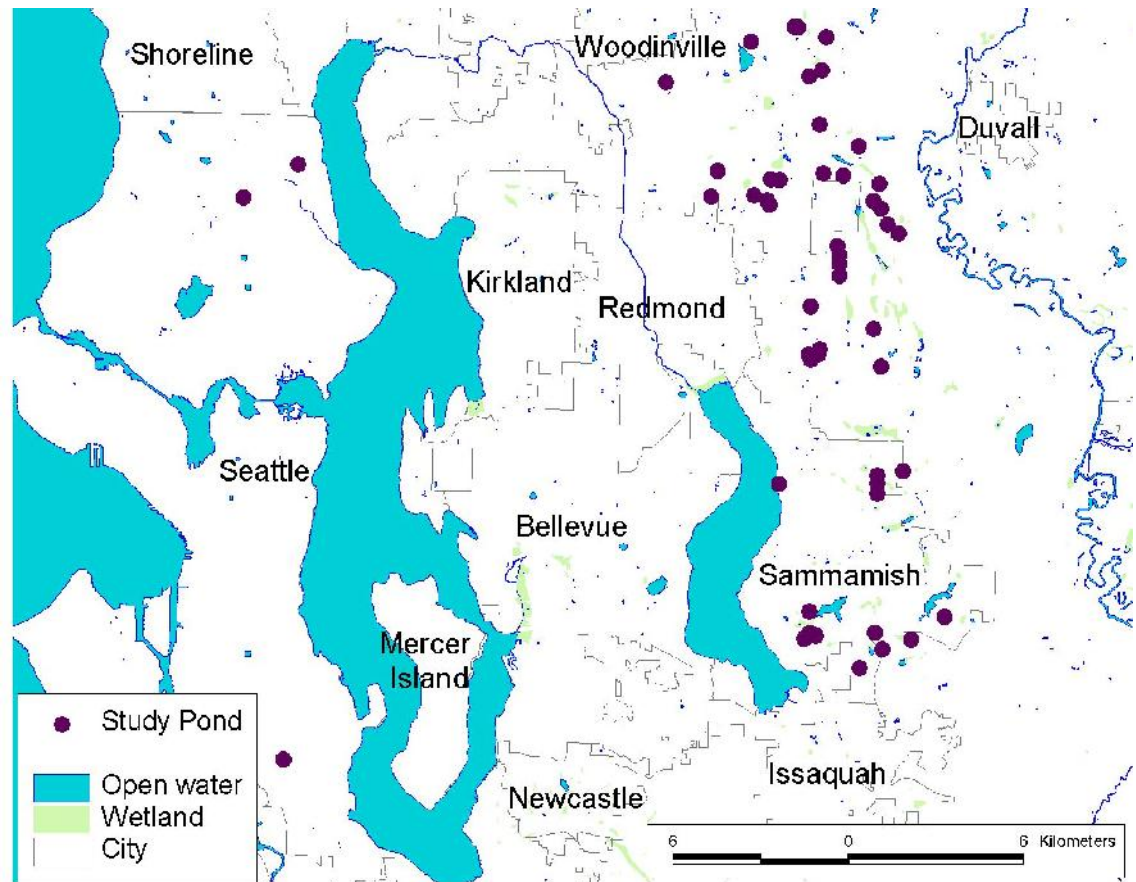 Shoreline
Woodinville
Duvall
Kirkland
Redmond
Seattle
Bellevue
Sammamish
Mercer
Island
Issaquah
Newcastle
Study Pond
Open water
Wetland
City
6 0 6 Kilometers